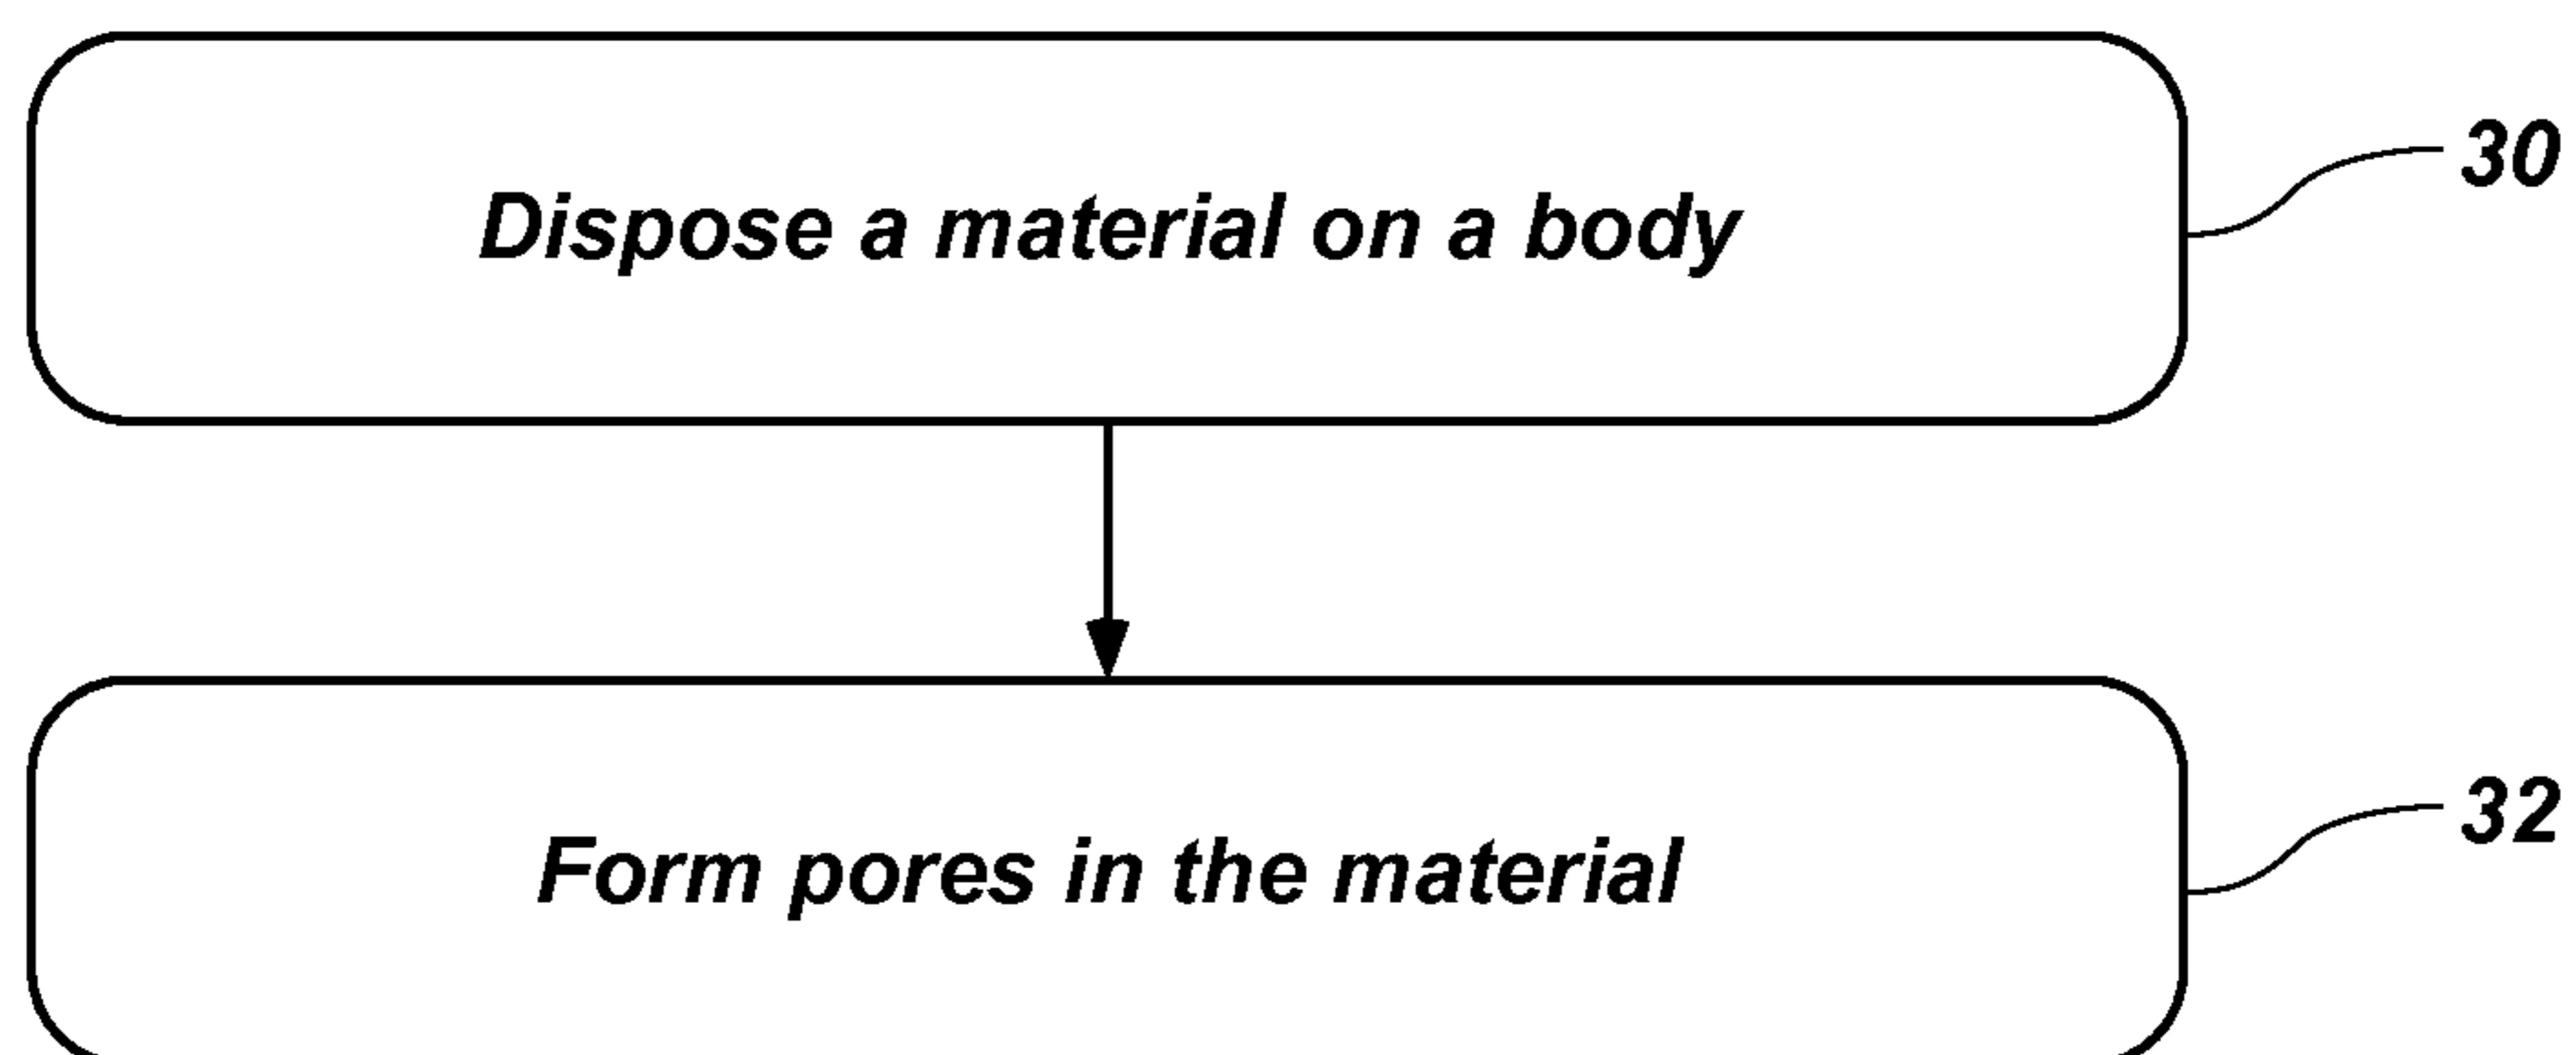 Dispose a material on a body
30
Form pores in the material
32